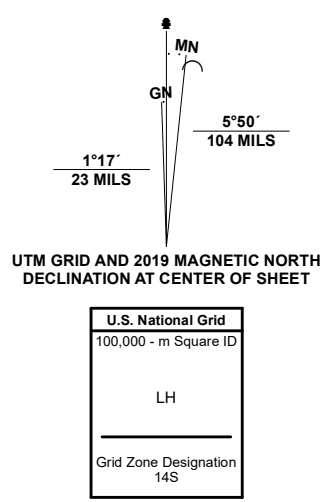 MN
GN
5°50´
104 MILS
1°17´
23 MILS
UTM GRID AND 2019 MAGNETIC NORTH
DECLINATION AT CENTER OF SHEET
U.S. National Grid
100,000 - m Square ID
LH
Grid Zone Designation
14S